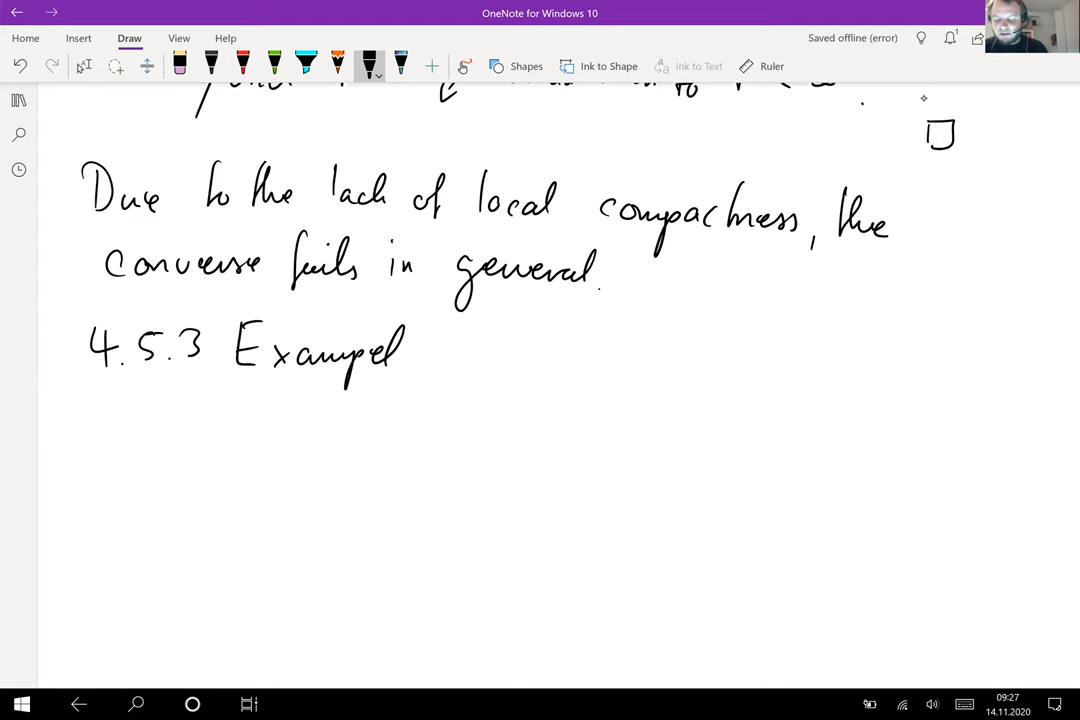 OneNote for Windows 10
Home Insert Draw View Help Saved offline (error)
Shapes Ink to Shape Ink to Text Ruler
Due to the lack of local compactness, the
converse fails in general.
4.5.3 Exampel
09:27
14.11.2020